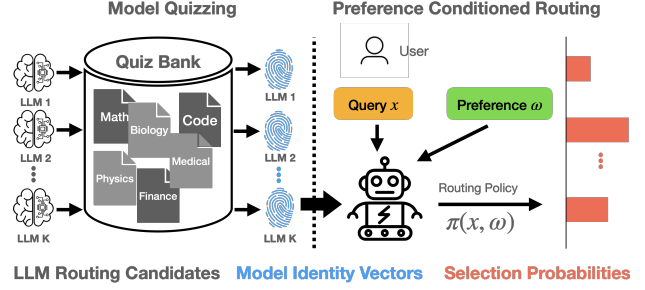 Model Quizzing
Preference Conditioned Routing
Quiz Bank
LLM 1
LLM 2
LLM K
Math
Biology
Code
Medical
Physics
Finance
LLM 1
LLM 2
LLM K
User
Query x
Preference ω
Routing Policy
π(x, ω)
LLM Routing Candidates
Model Identity Vectors
Selection Probabilities